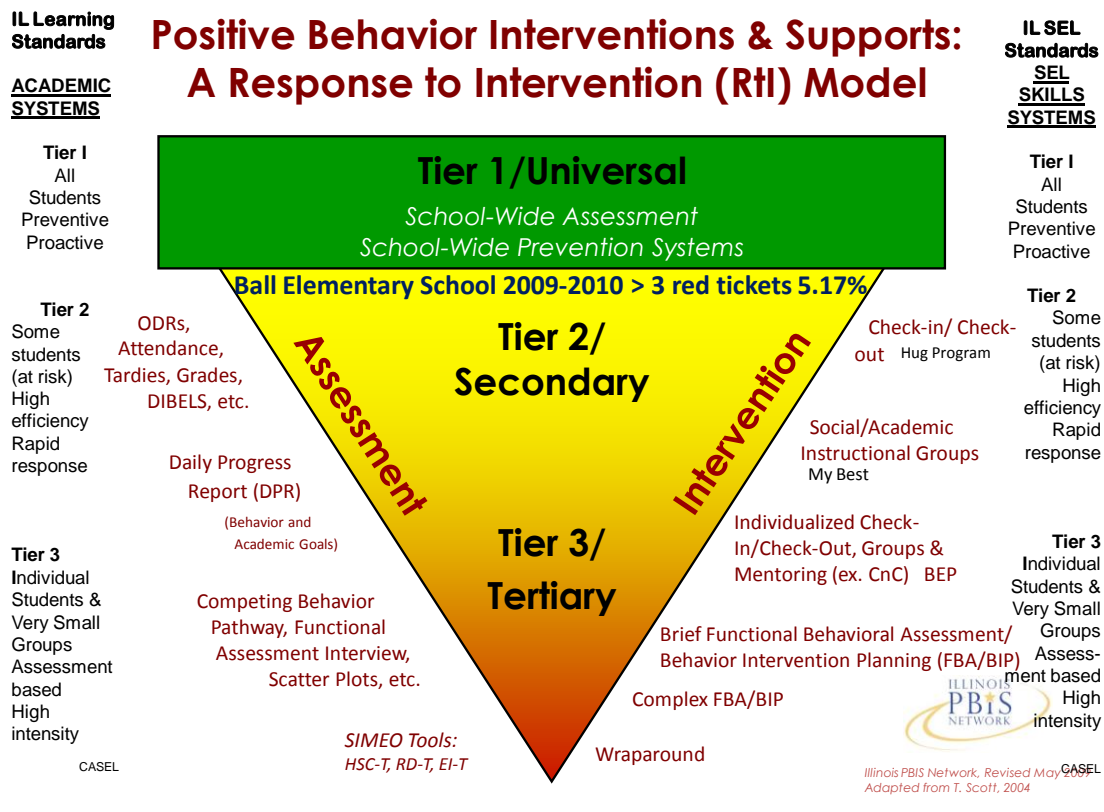 IL Learning
Standards
ACADEMIC
SYSTEMS
Tier I
All
Students
Preventive
Proactive
Tier 2
Some
students
(at risk)
High
efficiency
Rapid
response
Tier 3
Individual
Students &
Very Small
Groups
Assessment
based
High
intensity
CASEL
Positive Behavior Interventions & Supports:
A Response to Intervention (RtI) Model
Tier 1/Universal
School-Wide Assessment
School-Wide Prevention Systems
Ball Elementary School 2009-2010 > 3 red tickets 5.17%
Tier 2/
Secondary
Tier 3/
Tertiary
Assessment
Intervention
ODRs,
Attendance,
Tardies, Grades,
DIBELS, etc.
Daily Progress
Report (DPR)
(Behavior and
Academic Goals)
Competing Behavior
Pathway, Functional
Assessment Interview,
Scatter Plots, etc.
SIMEO Tools:
HSC-T, RD-T, EI-T
Check-in/ Check-
out Hug Program
Social/Academic
Instructional Groups
My Best
Individualized Check-
In/Check-Out, Groups &
Mentoring (ex. CnC) BEP
Brief Functional Behavioral Assessment/
Behavior Intervention Planning (FBA/BIP)
Complex FBA/BIP
Wraparound
IL SEL
Standards
SEL
SKILLS
SYSTEMS
Tier I
All
Students
Preventive
Proactive
Tier 2
Some
students
(at risk)
High
efficiency
Rapid
response
Tier 3
Individual
Students &
Very Small
Groups
Assess-
ment based
High
intensity
ILLINOIS
PBIS
NETWORK
CASEL
Illinois PBIS Network, Revised May 2009
Adapted from T. Scott, 2004